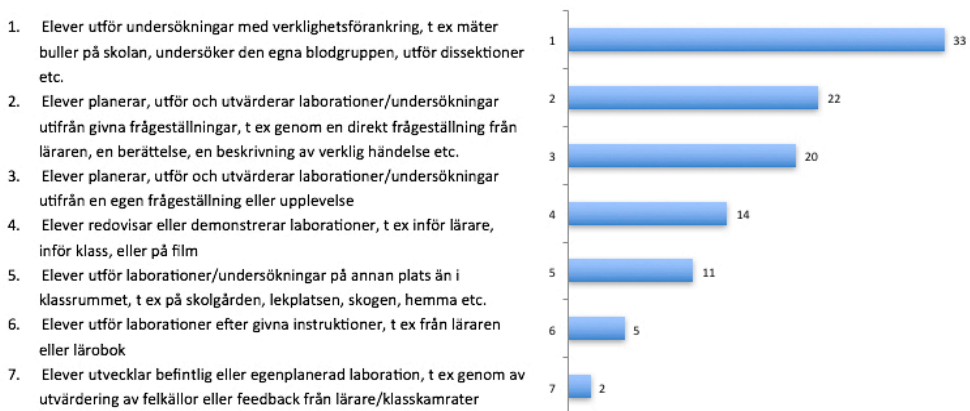 1. Elever utför undersökningar med verklighetsförankring, t ex mäter
buller på skolan, undersöker den egna blodgruppen, utför dissektioner
etc.
2. Elever planerar, utför och utvärderar laborationer/undersökningar
utifrån givna frågeställningar, t ex genom en direkt frågeställning från
läraren, en berättelse, en beskrivning av verklig händelse etc.
3. Elever planerar, utför och utvärderar laborationer/undersökningar
utifrån en egen frågeställning eller upplevelse
4. Elever redovisar eller demonstrerar laborationer, t ex inför lärare,
inför klass, eller på film
5. Elever utför laborationer/undersökningar på annan plats än i
klassrummet, t ex på skolgården, lekplatsen, skogen, hemma etc.
6. Elever utför laborationer efter givna instruktioner, t ex från läraren
eller lärobok
7. Elever utvecklar befintlig eller egenplanerad laboration, t ex genom av
utvärdering av felkällor eller feedback från lärare/klasskamrater
1 33
2 22
3 20
4 14
5 11
6 5
7 2